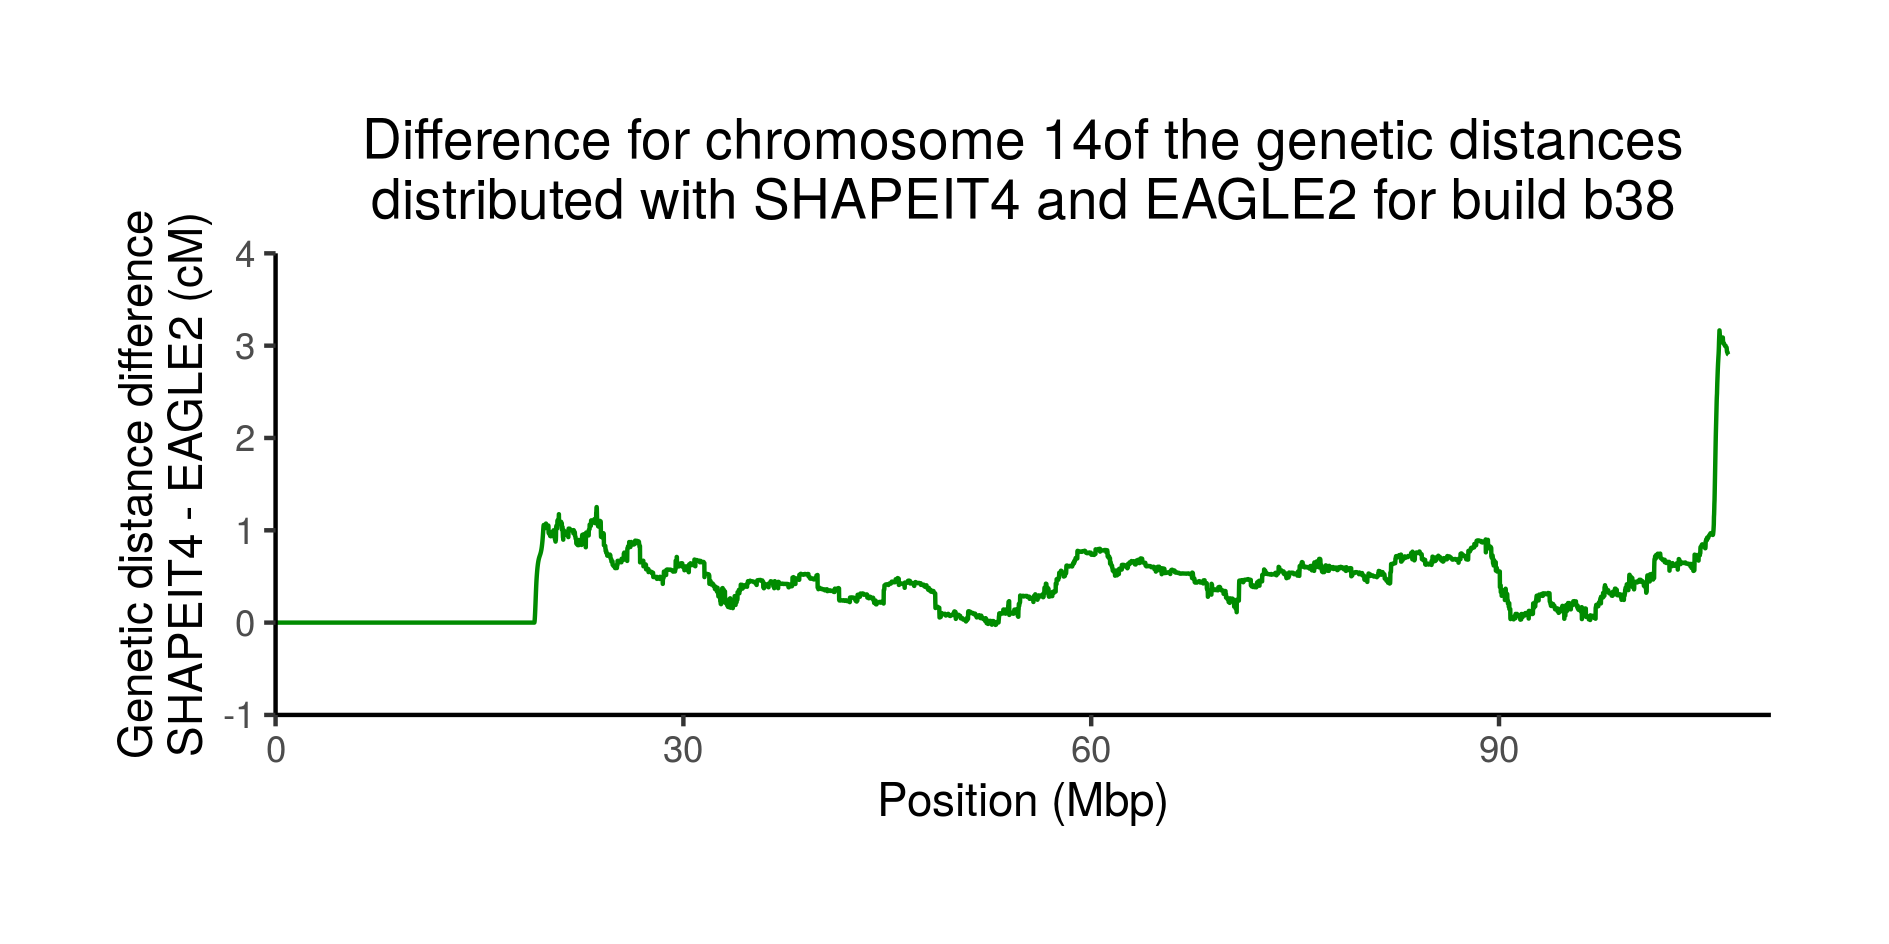 Difference for chromosome 14of the genetic distances
distributed with SHAPEIT4 and EAGLE2 for build b38
Genetic distance difference
SHAPEIT4 - EAGLE2 (cM)
4
3
2
1
0
-1
0
30
60
90
Position (Mbp)